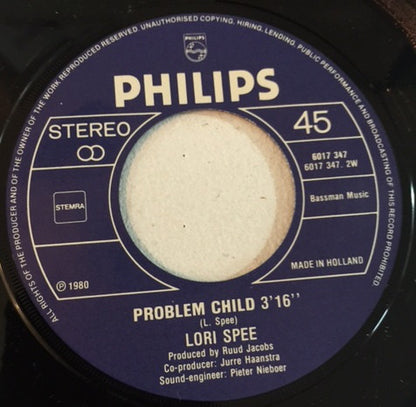 ALL RIGHTS OF THE PRODUCER AND OF THE OWNER OF THE WORK REPRODUCED RESERVED. UNAUTHORISED COPYING, HIRING, LENDING, PUBLIC PERFORMANCE AND BROADCASTING OF THIS RECORD PROHIBITED
PHILIPS
PHILIPS
STEREO
45
6017 347
6017 347. 2W
STEMRA
Bassman Music
℗ 1980
MADE IN HOLLAND
PROBLEM CHILD 3'16''
(L. Spee)
LORI SPEE
Produced by Ruud Jacobs
Co-producer: Jurre Haanstra
Sound-engineer: Pieter Nieboer